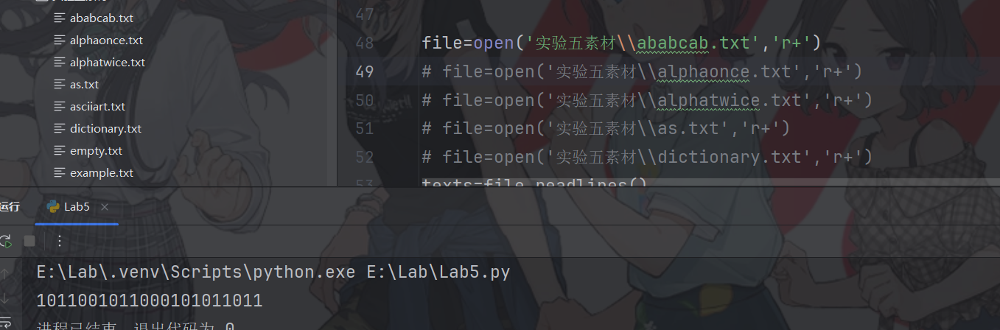 ababcab.txt
alphaonce.txt
alphatwice.txt
as.txt
asciiart.txt
dictionary.txt
empty.txt
example.txt
47
48 file=open('实验五素材\\ababcab.txt','r+')
49 # file=open('实验五素材\\alphaonce.txt','r+')
50 # file=open('实验五素材\\alphatwice.txt','r+')
51 # file=open('实验五素材\\as.txt','r+')
52 # file=open('实验五素材\\dictionary.txt','r+')
53 texts=file.readlines()
运行 Lab5
E:\Lab\.venv\Scripts\python.exe E:\Lab\Lab5.py
1011001011000101011011
进程已结束，退出代码为 0